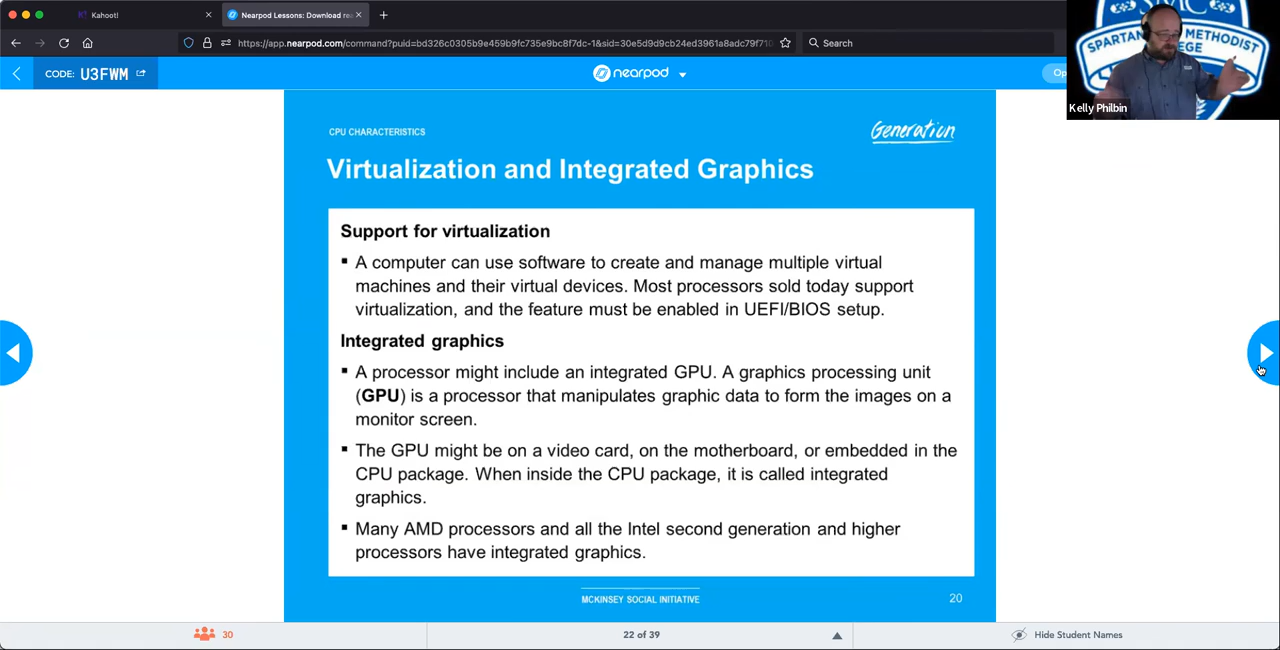 Kahoot!
Nearpod Lessons: Download re
https://app.nearpod.com/command?puid=bd326c0305b9e459b9fc735e9bc8f7dc-1&sid=30e5d9d9cb24ed3961a8adc79f71
Search
CODE: U3FWM
nearpod
Op
SMC
SPARTAN METHODIST
EGE
Kelly Philbin
CPU CHARACTERISTICS
Generation
Virtualization and Integrated Graphics
Support for virtualization
▪ A computer can use software to create and manage multiple virtual
machines and their virtual devices. Most processors sold today support
virtualization, and the feature must be enabled in UEFI/BIOS setup.
Integrated graphics
▪ A processor might include an integrated GPU. A graphics processing unit
(GPU) is a processor that manipulates graphic data to form the images on a
monitor screen.
▪ The GPU might be on a video card, on the motherboard, or embedded in the
CPU package. When inside the CPU package, it is called integrated
graphics.
▪ Many AMD processors and all the Intel second generation and higher
processors have integrated graphics.
MCKINSEY SOCIAL INITIATIVE
20
30
22 of 39
Hide Student Names